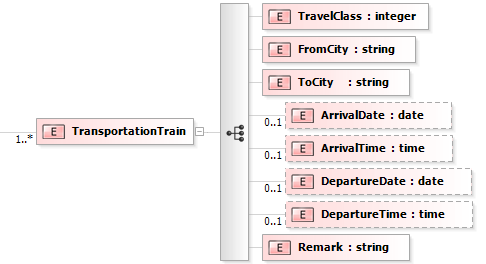 E TravelClass : integer
E FromCity : string
E ToCity : string
0..1 E ArrivalDate : date
1..* E TransportationTrain
0..1 E ArrivalTime : time
0..1 E DepartureDate : date
0..1 E DepartureTime : time
E Remark : string